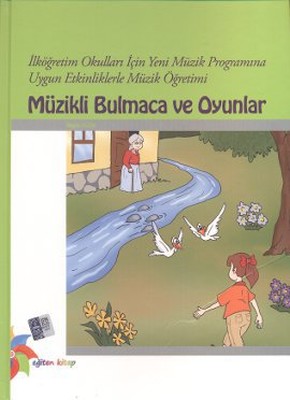 İlköğretim Okulları İçin Yeni Müzik Programına
Uygun Etkinliklerle Müzik Öğretimi
Müzikli Bulmaca ve Oyunlar
eğiten kitap